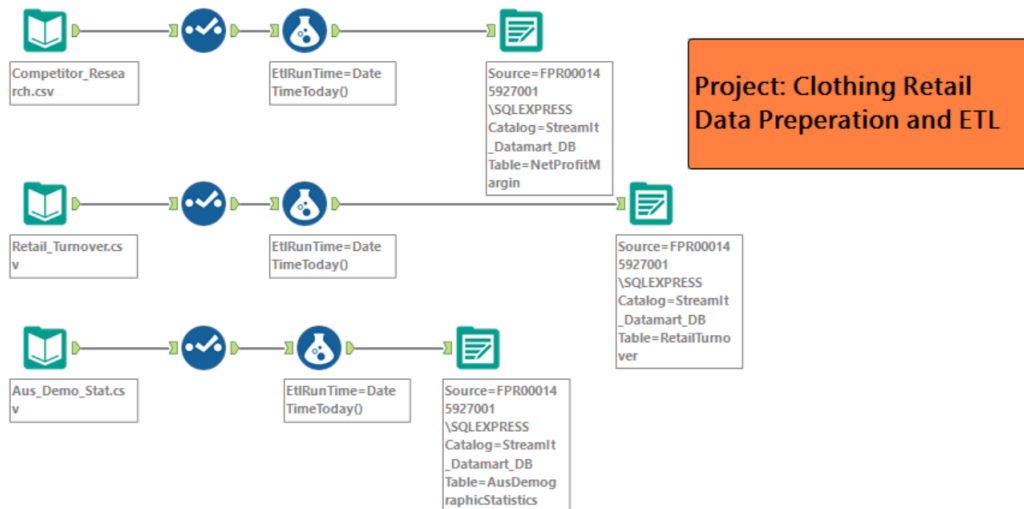 Competitor_Resea
rch.csv
EtlRunTime=Date
TimeToday()
Source=FPR00014
5927001
\SQLEXPRESS
Catalog=StreamIt
_Datamart_DB
Table=NetProfitM
argin
Project: Clothing Retail
Data Preperation and ETL
Retail_Turnover.cs
v
EtlRunTime=Date
TimeToday()
Source=FPR00014
5927001
\SQLEXPRESS
Catalog=StreamIt
_Datamart_DB
Table=RetailTurno
ver
Aus_Demo_Stat.cs
v
EtlRunTime=Date
TimeToday()
Source=FPR00014
5927001
\SQLEXPRESS
Catalog=StreamIt
_Datamart_DB
Table=AusDemog
raphicStatistics